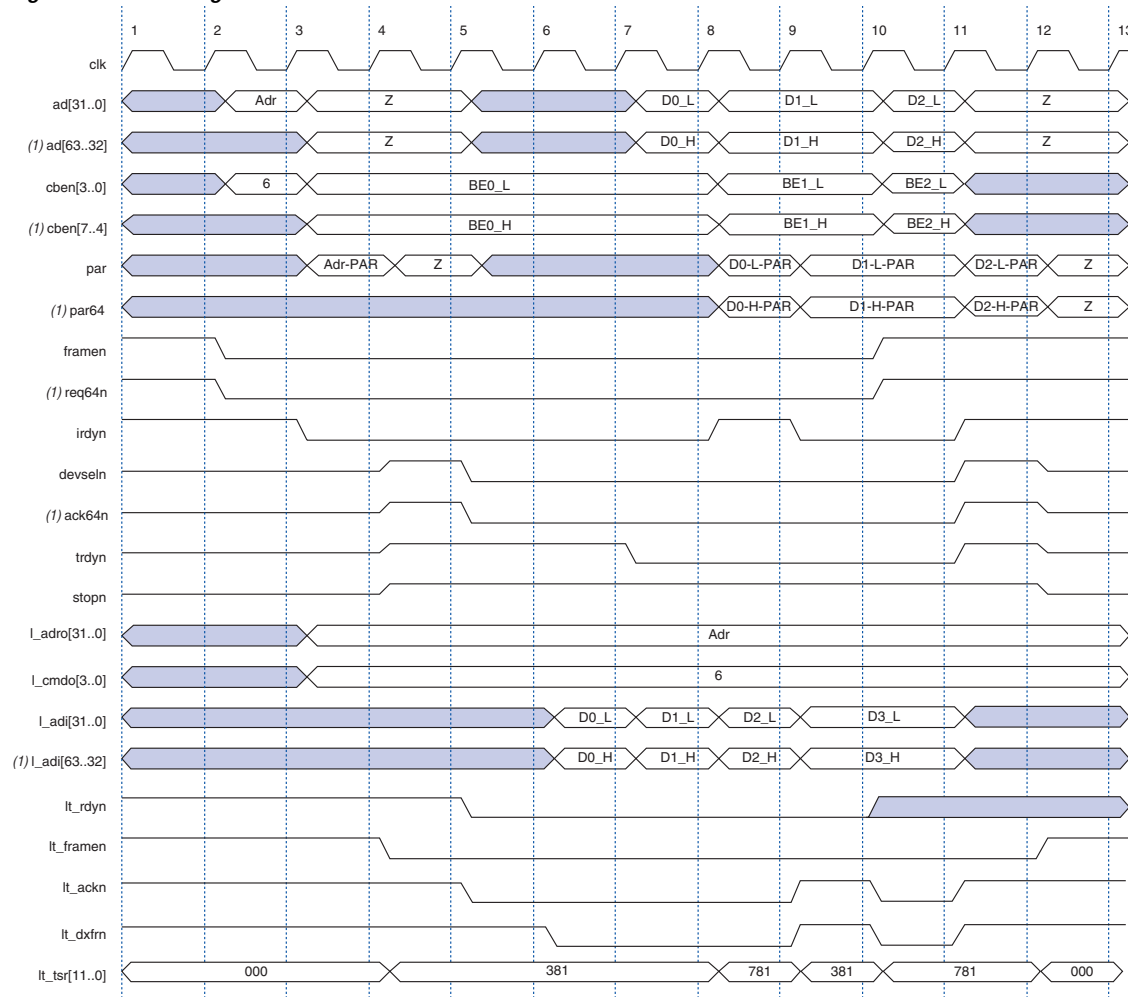 1 2 3 4 5 6 7 8 9 10 11 12 13
clk
ad[31..0] Adr Z D0_L D1_L D2_L Z
(1) ad[63..32] Z D0_H D1_H D2_H Z
cben[3..0] 6 BE0_L BE1_L BE2_L
(1) cben[7..4] BE0_H BE1_H BE2_H
par Adr-PAR Z D0-L-PAR D1-L-PAR D2-L-PAR Z
(1) par64 D0-H-PAR D1-H-PAR D2-H-PAR Z
framen
(1) req64n
irdyn
devseln
(1) ack64n
trdyn
stopn
l_adro[31..0] Adr
l_cmdo[3..0] 6
l_adi[31..0] D0_L D1_L D2_L D3_L
(1) l_adi[63..32] D0_H D1_H D2_H D3_H
lt_rdyn
lt_framen
lt_ackn
lt_dxfrn
lt_tsr[11..0] 000 381 781 381 781 000